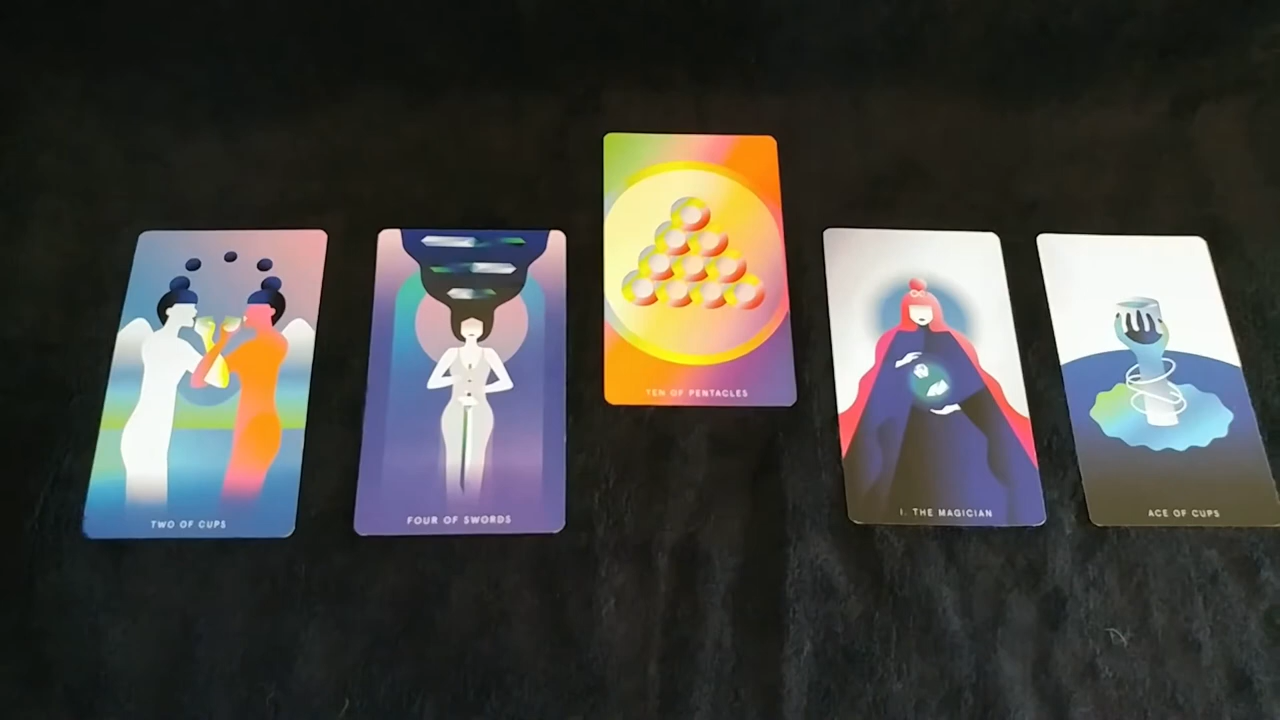 TWO OF CUPS
FOUR OF SWORDS
TEN OF PENTACLES
I. THE MAGICIAN
ACE OF CUPS